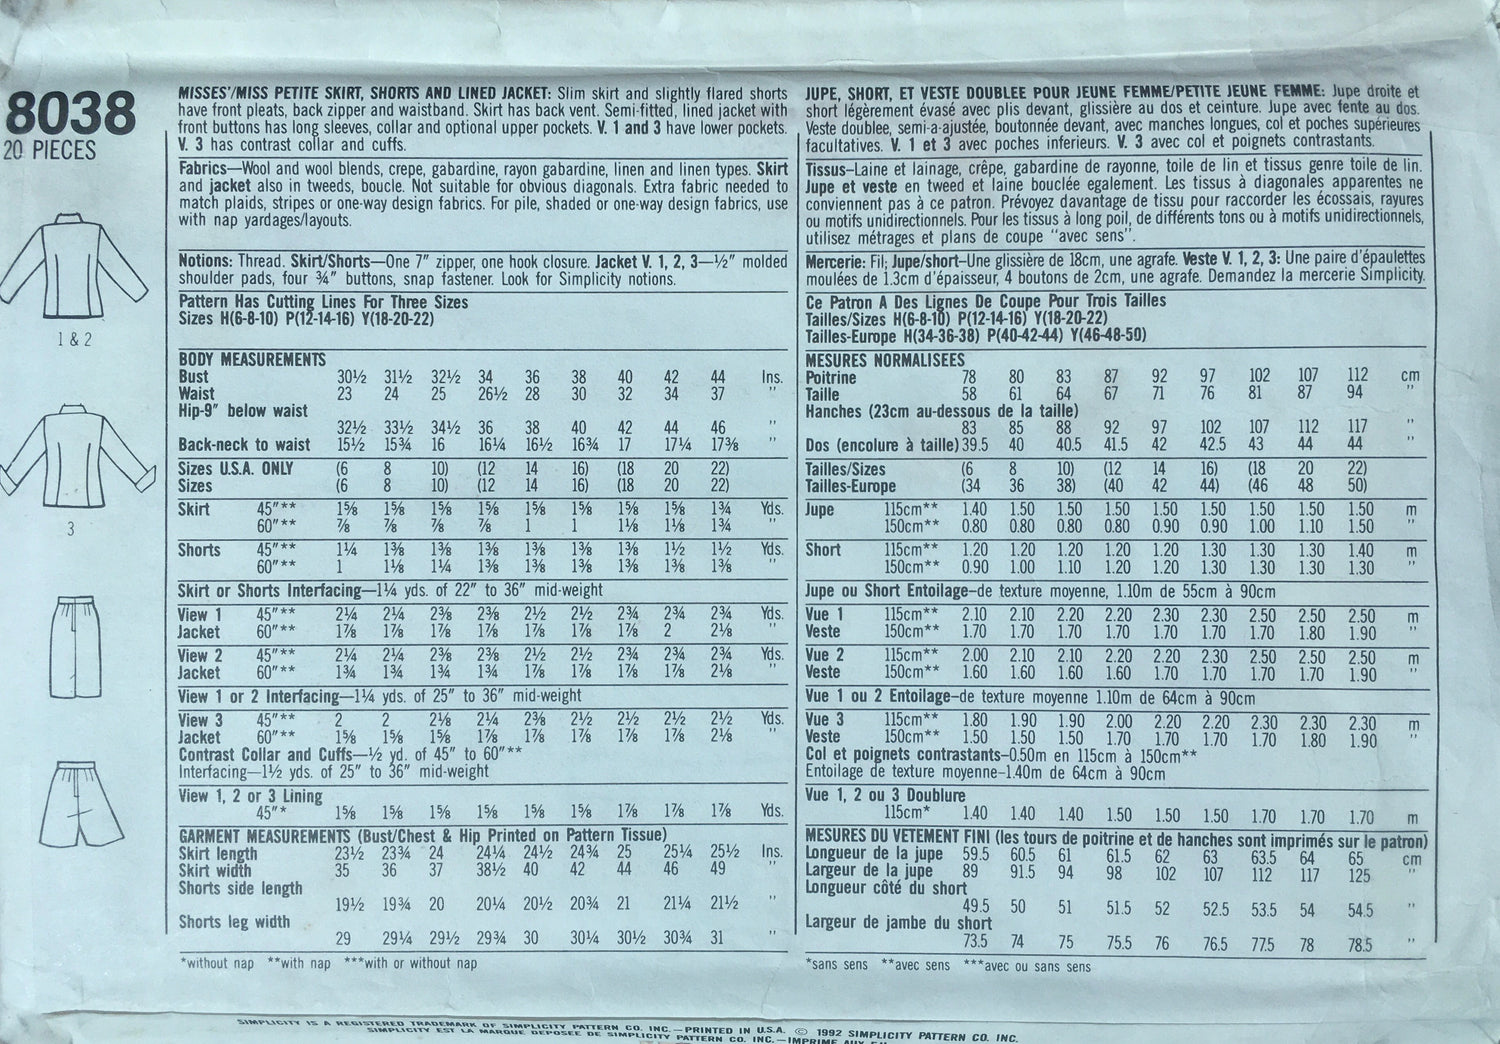 8038
20 PIECES
1 & 2
3
MISSES'/MISS PETITE SKIRT, SHORTS AND LINED JACKET: Slim skirt and slightly flared shorts
have front pleats, back zipper and waistband. Skirt has back vent. Semi-fitted, lined jacket with
front buttons has long sleeves, collar and optional upper pockets. V. 1 and 3 have lower pockets.
V. 3 has contrast collar and cuffs.
Fabrics—Wool and wool blends, crepe, gabardine, rayon gabardine, linen and linen types. Skirt
and jacket also in tweeds, boucle. Not suitable for obvious diagonals. Extra fabric needed to
match plaids, stripes or one-way design fabrics. For pile, shaded or one-way design fabrics, use
with nap yardages/layouts.
Notions: Thread. Skirt/Shorts—One 7" zipper, one hook closure. Jacket V. 1, 2, 3—½" molded
shoulder pads, four ¾" buttons, snap fastener. Look for Simplicity notions.
Pattern Has Cutting Lines For Three Sizes
Sizes H(6-8-10) P(12-14-16) Y(18-20-22)
BODY MEASUREMENTS
Bust 30½ 31½ 32½ 34 36 38 40 42 44 Ins.
Waist 23 24 25 26½ 28 30 32 34 37 "
Hip-9" below waist
32½ 33½ 34½ 36 38 40 42 44 46 "
Back-neck to waist 15½ 15¾ 16 16¼ 16½ 16¾ 17 17¼ 17⅜ "
Sizes U.S.A. ONLY (6 8 10) (12 14 16) (18 20 22)
Sizes (6 8 10) (12 14 16) (18 20 22)
Skirt 45"** 1⅝ 1⅝ 1⅝ 1⅝ 1⅝ 1⅝ 1⅝ 1⅝ 1¾ Yds.
60"** ⅞ ⅞ ⅞ ⅞ 1 1 1⅛ 1⅛ 1¾ "
Shorts 45"** 1¼ 1⅜ 1⅜ 1⅜ 1⅜ 1⅜ 1⅜ 1½ 1½ Yds.
60"** 1 1⅛ 1¼ 1⅜ 1⅜ 1⅜ 1⅜ 1⅜ 1⅜ "
Skirt or Shorts Interfacing—1¼ yds. of 22" to 36" mid-weight
View 1 45"** 2¼ 2¼ 2⅜ 2⅜ 2½ 2½ 2¾ 2¾ 2¾ Yds.
Jacket 60"** 1⅞ 1⅞ 1⅞ 1⅞ 1⅞ 1⅞ 1⅞ 2 2⅛ "
View 2 45"** 2¼ 2¼ 2⅜ 2⅜ 2½ 2½ 2¾ 2¾ 2¾ Yds.
Jacket 60"** 1¾ 1¾ 1¾ 1¾ 1⅞ 1⅞ 1⅞ 1⅞ 2⅛ "
View 1 or 2 Interfacing—1¼ yds. of 25" to 36" mid-weight
View 3 45"** 2 2 2⅛ 2¼ 2⅜ 2½ 2½ 2½ 2½ Yds.
Jacket 60"** 1⅝ 1⅝ 1⅝ 1⅞ 1⅞ 1⅞ 1⅞ 1⅞ 2⅛ "
Contrast Collar and Cuffs—½ yd. of 45" to 60"**
Interfacing—1½ yds. of 25" to 36" mid-weight
View 1, 2 or 3 Lining
45"* 1⅝ 1⅝ 1⅝ 1⅝ 1⅝ 1⅝ 1⅞ 1⅞ 1⅞ Yds.
GARMENT MEASUREMENTS (Bust/Chest & Hip Printed on Pattern Tissue)
Skirt length 23½ 23¾ 24 24¼ 24½ 24¾ 25 25¼ 25½ Ins.
Skirt width 35 36 37 38½ 40 42 44 46 49 "
Shorts side length
19½ 19¾ 20 20¼ 20½ 20¾ 21 21¼ 21½ "
Shorts leg width
29 29¼ 29½ 29¾ 30 30¼ 30½ 30¾ 31 "
*without nap **with nap ***with or without nap
JUPE, SHORT, ET VESTE DOUBLEE POUR JEUNE FEMME/PETITE JEUNE FEMME: Jupe droite et
short légèrement évasé avec plis devant, glissière au dos et ceinture. Jupe avec fente au dos.
Veste doublee, semi-a-ajustée, boutonnée devant, avec manches longues, col et poches supérieures
facultatives. V. 1 et 3 avec poches inferieurs. V. 3 avec col et poignets contrastants.
Tissus—Laine et lainage, crêpe, gabardine de rayonne, toile de lin et tissus genre toile de lin.
Jupe et veste en tweed et laine bouclée egalement. Les tissus à diagonales apparentes ne
conviennent pas à ce patron. Prévoyez davantage de tissu pour raccorder les écossais, rayures
ou motifs unidirectionnels. Pour les tissus à long poil, de différents tons ou à motifs unidirectionnels,
utilisez métrages et plans de coupe "avec sens".
Mercerie: Fil; Jupe/short—Une glissière de 18cm, une agrafe. Veste V. 1, 2, 3: Une paire d'épaulettes
moulées de 1.3cm d'épaisseur, 4 boutons de 2cm, une agrafe. Demandez la mercerie Simplicity.
Ce Patron A Des Lignes De Coupe Pour Trois Tailles
Tailles/Sizes H(6-8-10) P(12-14-16) Y(18-20-22)
Tailles-Europe H(34-36-38) P(40-42-44) Y(46-48-50)
MESURES NORMALISEES
Poitrine 78 80 83 87 92 97 102 107 112 cm
Taille 58 61 64 67 71 76 81 87 94 "
Hanches (23cm au-dessous de la taille)
83 85 88 92 97 102 107 112 117 "
Dos (encolure à taille) 39.5 40 40.5 41.5 42 42.5 43 44 44 "
Tailles/Sizes (6 8 10) (12 14 16) (18 20 22)
Tailles-Europe (34 36 38) (40 42 44) (46 48 50)
Jupe 115cm** 1.40 1.50 1.50 1.50 1.50 1.50 1.50 1.50 1.50 m
150cm** 0.80 0.80 0.80 0.80 0.90 0.90 1.00 1.10 1.50 "
Short 115cm** 1.20 1.20 1.20 1.20 1.20 1.30 1.30 1.30 1.40 m
150cm** 0.90 1.00 1.10 1.20 1.20 1.30 1.30 1.30 1.30 "
Jupe ou Short Entoilage—de texture moyenne, 1.10m de 55cm à 90cm
Vue 1 115cm** 2.10 2.10 2.20 2.20 2.30 2.30 2.50 2.50 2.50 m
Veste 150cm** 1.70 1.70 1.70 1.70 1.70 1.70 1.70 1.80 1.90 "
Vue 2 115cm** 2.00 2.10 2.10 2.20 2.20 2.30 2.50 2.50 2.50 m
Veste 150cm** 1.60 1.60 1.60 1.60 1.70 1.70 1.70 1.70 1.90 "
Vue 1 ou 2 Entoilage—de texture moyenne 1.10m de 64cm à 90cm
Vue 3 115cm** 1.80 1.90 1.90 2.00 2.20 2.20 2.30 2.30 2.30 m
Veste 150cm** 1.50 1.50 1.50 1.70 1.70 1.70 1.70 1.80 1.90 "
Col et poignets contrastants—0.50m en 115cm à 150cm**
Entoilage de texture moyenne—1.40m de 64cm à 90cm
Vue 1, 2 ou 3 Doublure
115cm* 1.40 1.40 1.40 1.50 1.50 1.50 1.70 1.70 1.70 m
MESURES DU VETEMENT FINI (les tours de poitrine et de hanches sont imprimés sur le patron)
Longueur de la jupe 59.5 60.5 61 61.5 62 63 63.5 64 65 cm
Largeur de la jupe 89 91.5 94 98 102 107 112 117 125 "
Longueur côté du short
49.5 50 51 51.5 52 52.5 53.5 54 54.5 "
Largeur de jambe du short
73.5 74 75 75.5 76 76.5 77.5 78 78.5 "
*sans sens **avec sens ***avec ou sans sens
SIMPLICITY IS A REGISTERED TRADEMARK OF SIMPLICITY PATTERN CO. INC.—PRINTED IN U.S.A. © 1992 SIMPLICITY PATTERN CO. INC.
SIMPLICITY EST LA MARQUE DEPOSEE DE SIMPLICITY PATTERN CO. INC.—IMPRIME AUX